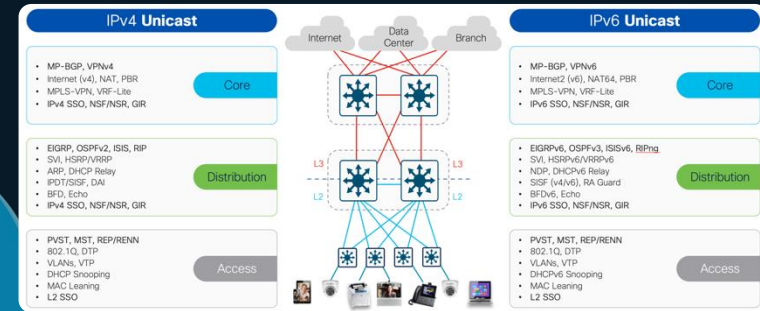 IPv4 Unicast
• MP-BGP, VPNv4
• Internet (v4), NAT, PBR
• MPLS-VPN, VRF-Lite
• IPv4 SSO, NSF/NSR, GIR
Core
• EIGRP, OSPFv2, ISIS, RIP
• SVI, HSRP/VRRP
• ARP, DHCP Relay
• IPDT/SISF, DAI
• BFD, Echo
• IPv4 SSO, NSF/NSR, GIR
Distribution
• PVST, MST, REP/RENN
• 802.1Q, DTP
• VLANs, VTP
• DHCP Snooping
• MAC Leaning
• L2 SSO
Access
Internet
Data
Center
Branch
L3
L3
L2
L2
IPv6 Unicast
• MP-BGP, VPNv6
• Internet2 (v6), NAT64, PBR
• MPLS-VPN, VRF-Lite
• IPv6 SSO, NSF/NSR, GIR
Core
• EIGRPv6, OSPFv3, ISISv6, RIPng
• SVI, HSRPv6/VRRPv6
• NDP, DHCPv6 Relay
• SISF (v4/v6), RA Guard
• BFDv6, Echo
• IPv6 SSO, NSF/NSR, GIR
Distribution
• PVST, MST, REP/RENN
• 802.1Q, DTP
• VLANs, VTP
• DHCPv6 Snooping
• MAC Leaning
• L2 SSO
Access